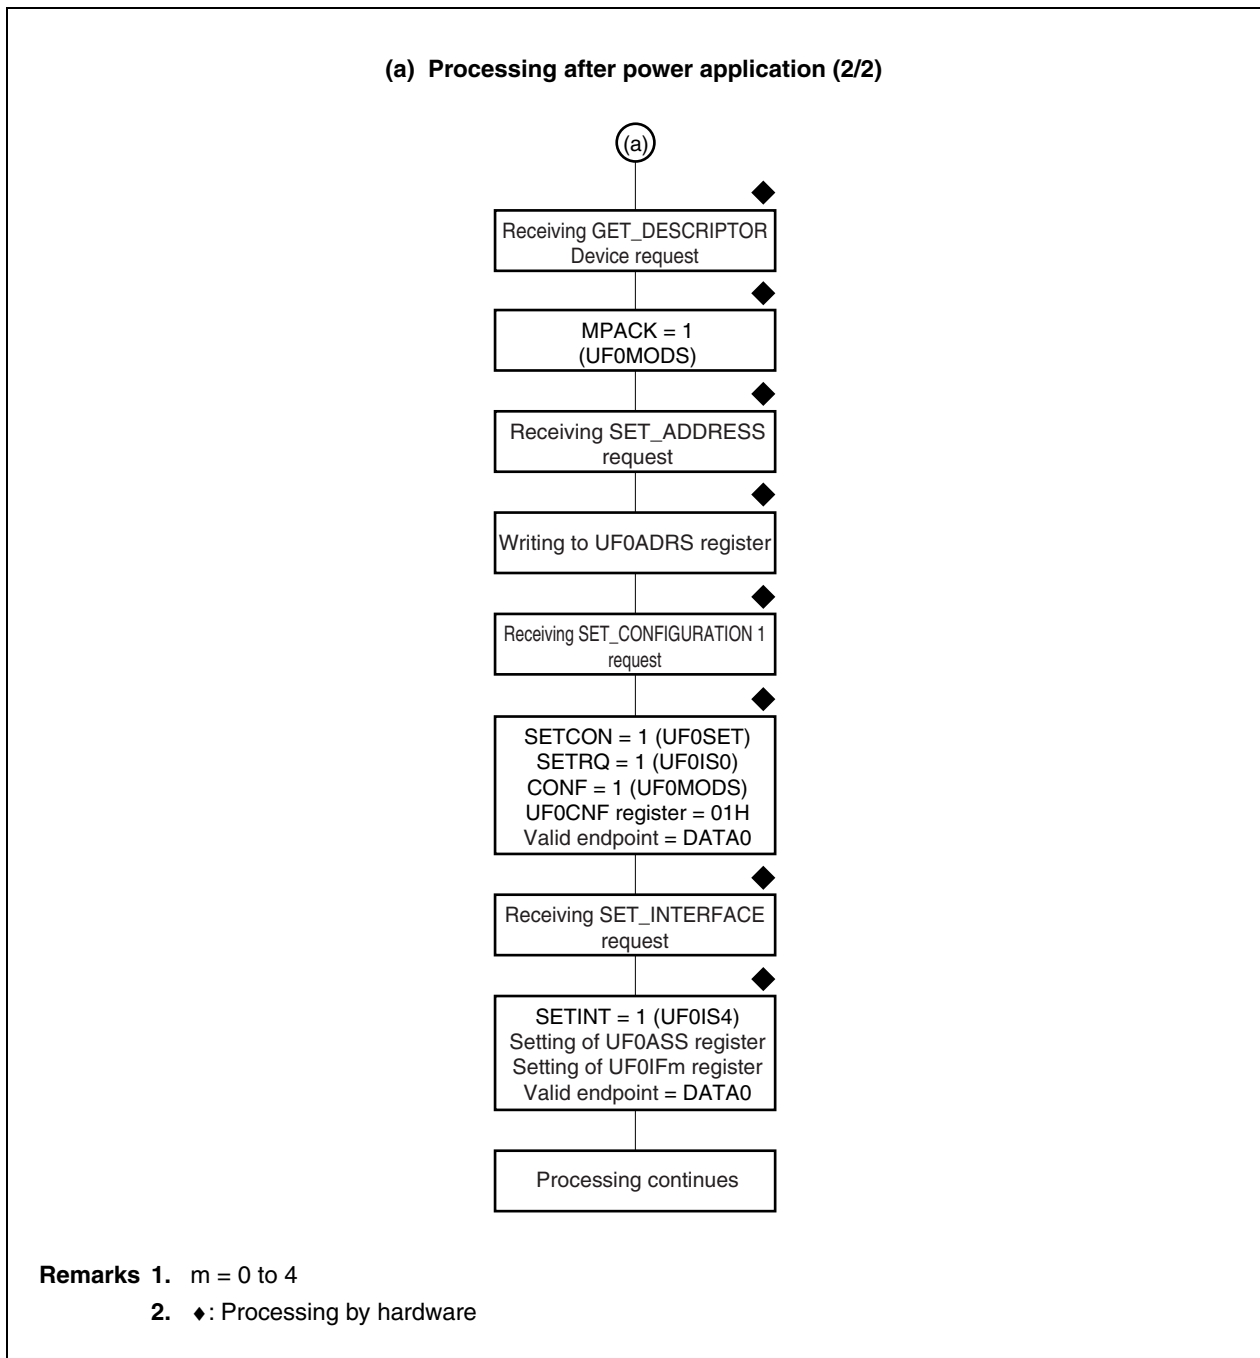 (a) Processing after power application (2/2)
(a)
Receiving GET_DESCRIPTOR
Device request
MPACK = 1
(UF0MODS)
Receiving SET_ADDRESS
request
Writing to UF0ADRS register
Receiving SET_CONFIGURATION 1
request
SETCON = 1 (UF0SET)
SETRQ = 1 (UF0IS0)
CONF = 1 (UF0MODS)
UF0CNF register = 01H
Valid endpoint = DATA0
Receiving SET_INTERFACE
request
SETINT = 1 (UF0IS4)
Setting of UF0ASS register
Setting of UF0IFm register
Valid endpoint = DATA0
Processing continues
Remarks 1. m = 0 to 4
2. ♦: Processing by hardware